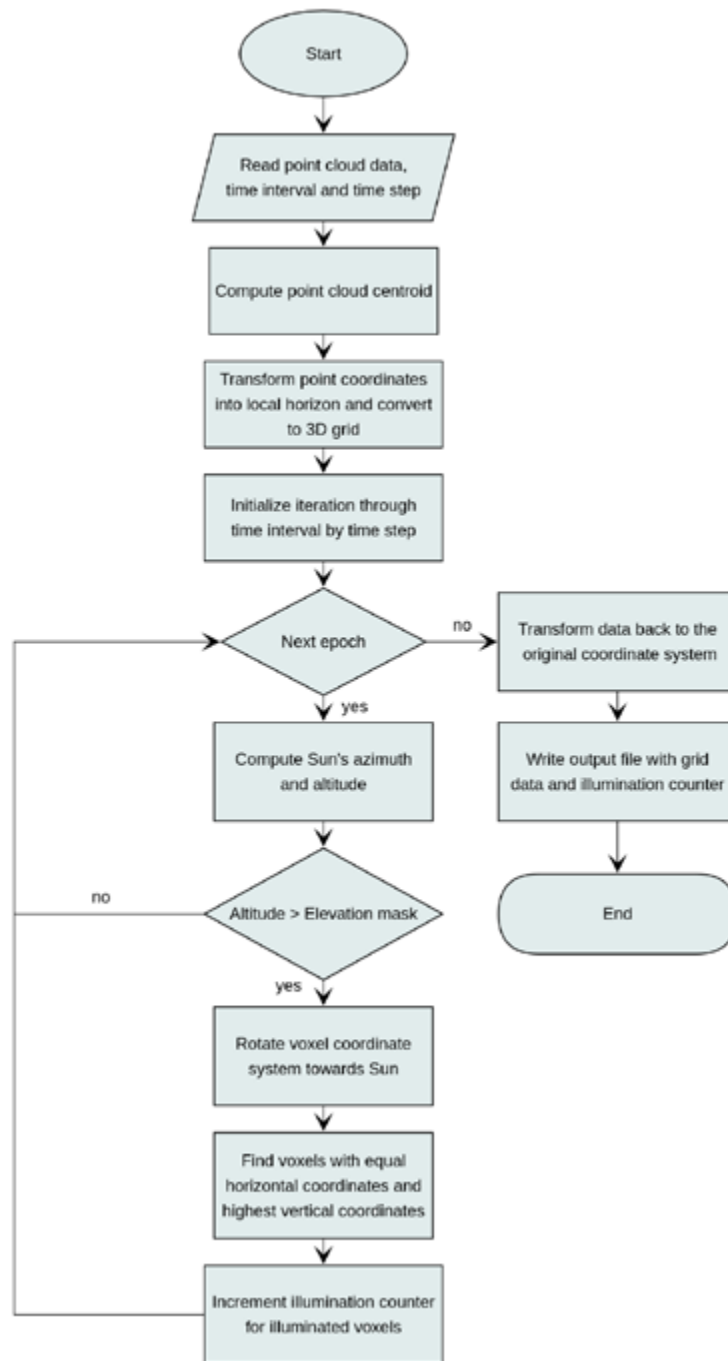 Start
Read point cloud data,
time interval and time step
Compute point cloud centroid
Transform point coordinates
into local horizon and convert
to 3D grid
Initialize iteration through
time interval by time step
Next epoch
no
Transform data back to the
original coordinate system
yes
Compute Sun's azimuth
and altitude
Write output file with grid
data and illumination counter
no
Altitude > Elevation mask
End
yes
Rotate voxel coordinate
system towards Sun
Find voxels with equal
horizontal coordinates and
highest vertical coordinates
Increment illumination counter
for illuminated voxels